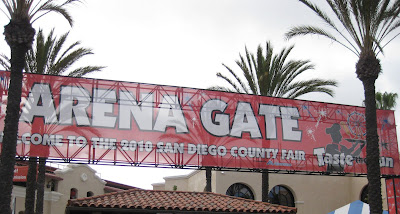 ARENA GATE
COME TO THE 2010 SAN DIEGO COUNTY FAIR
Taste